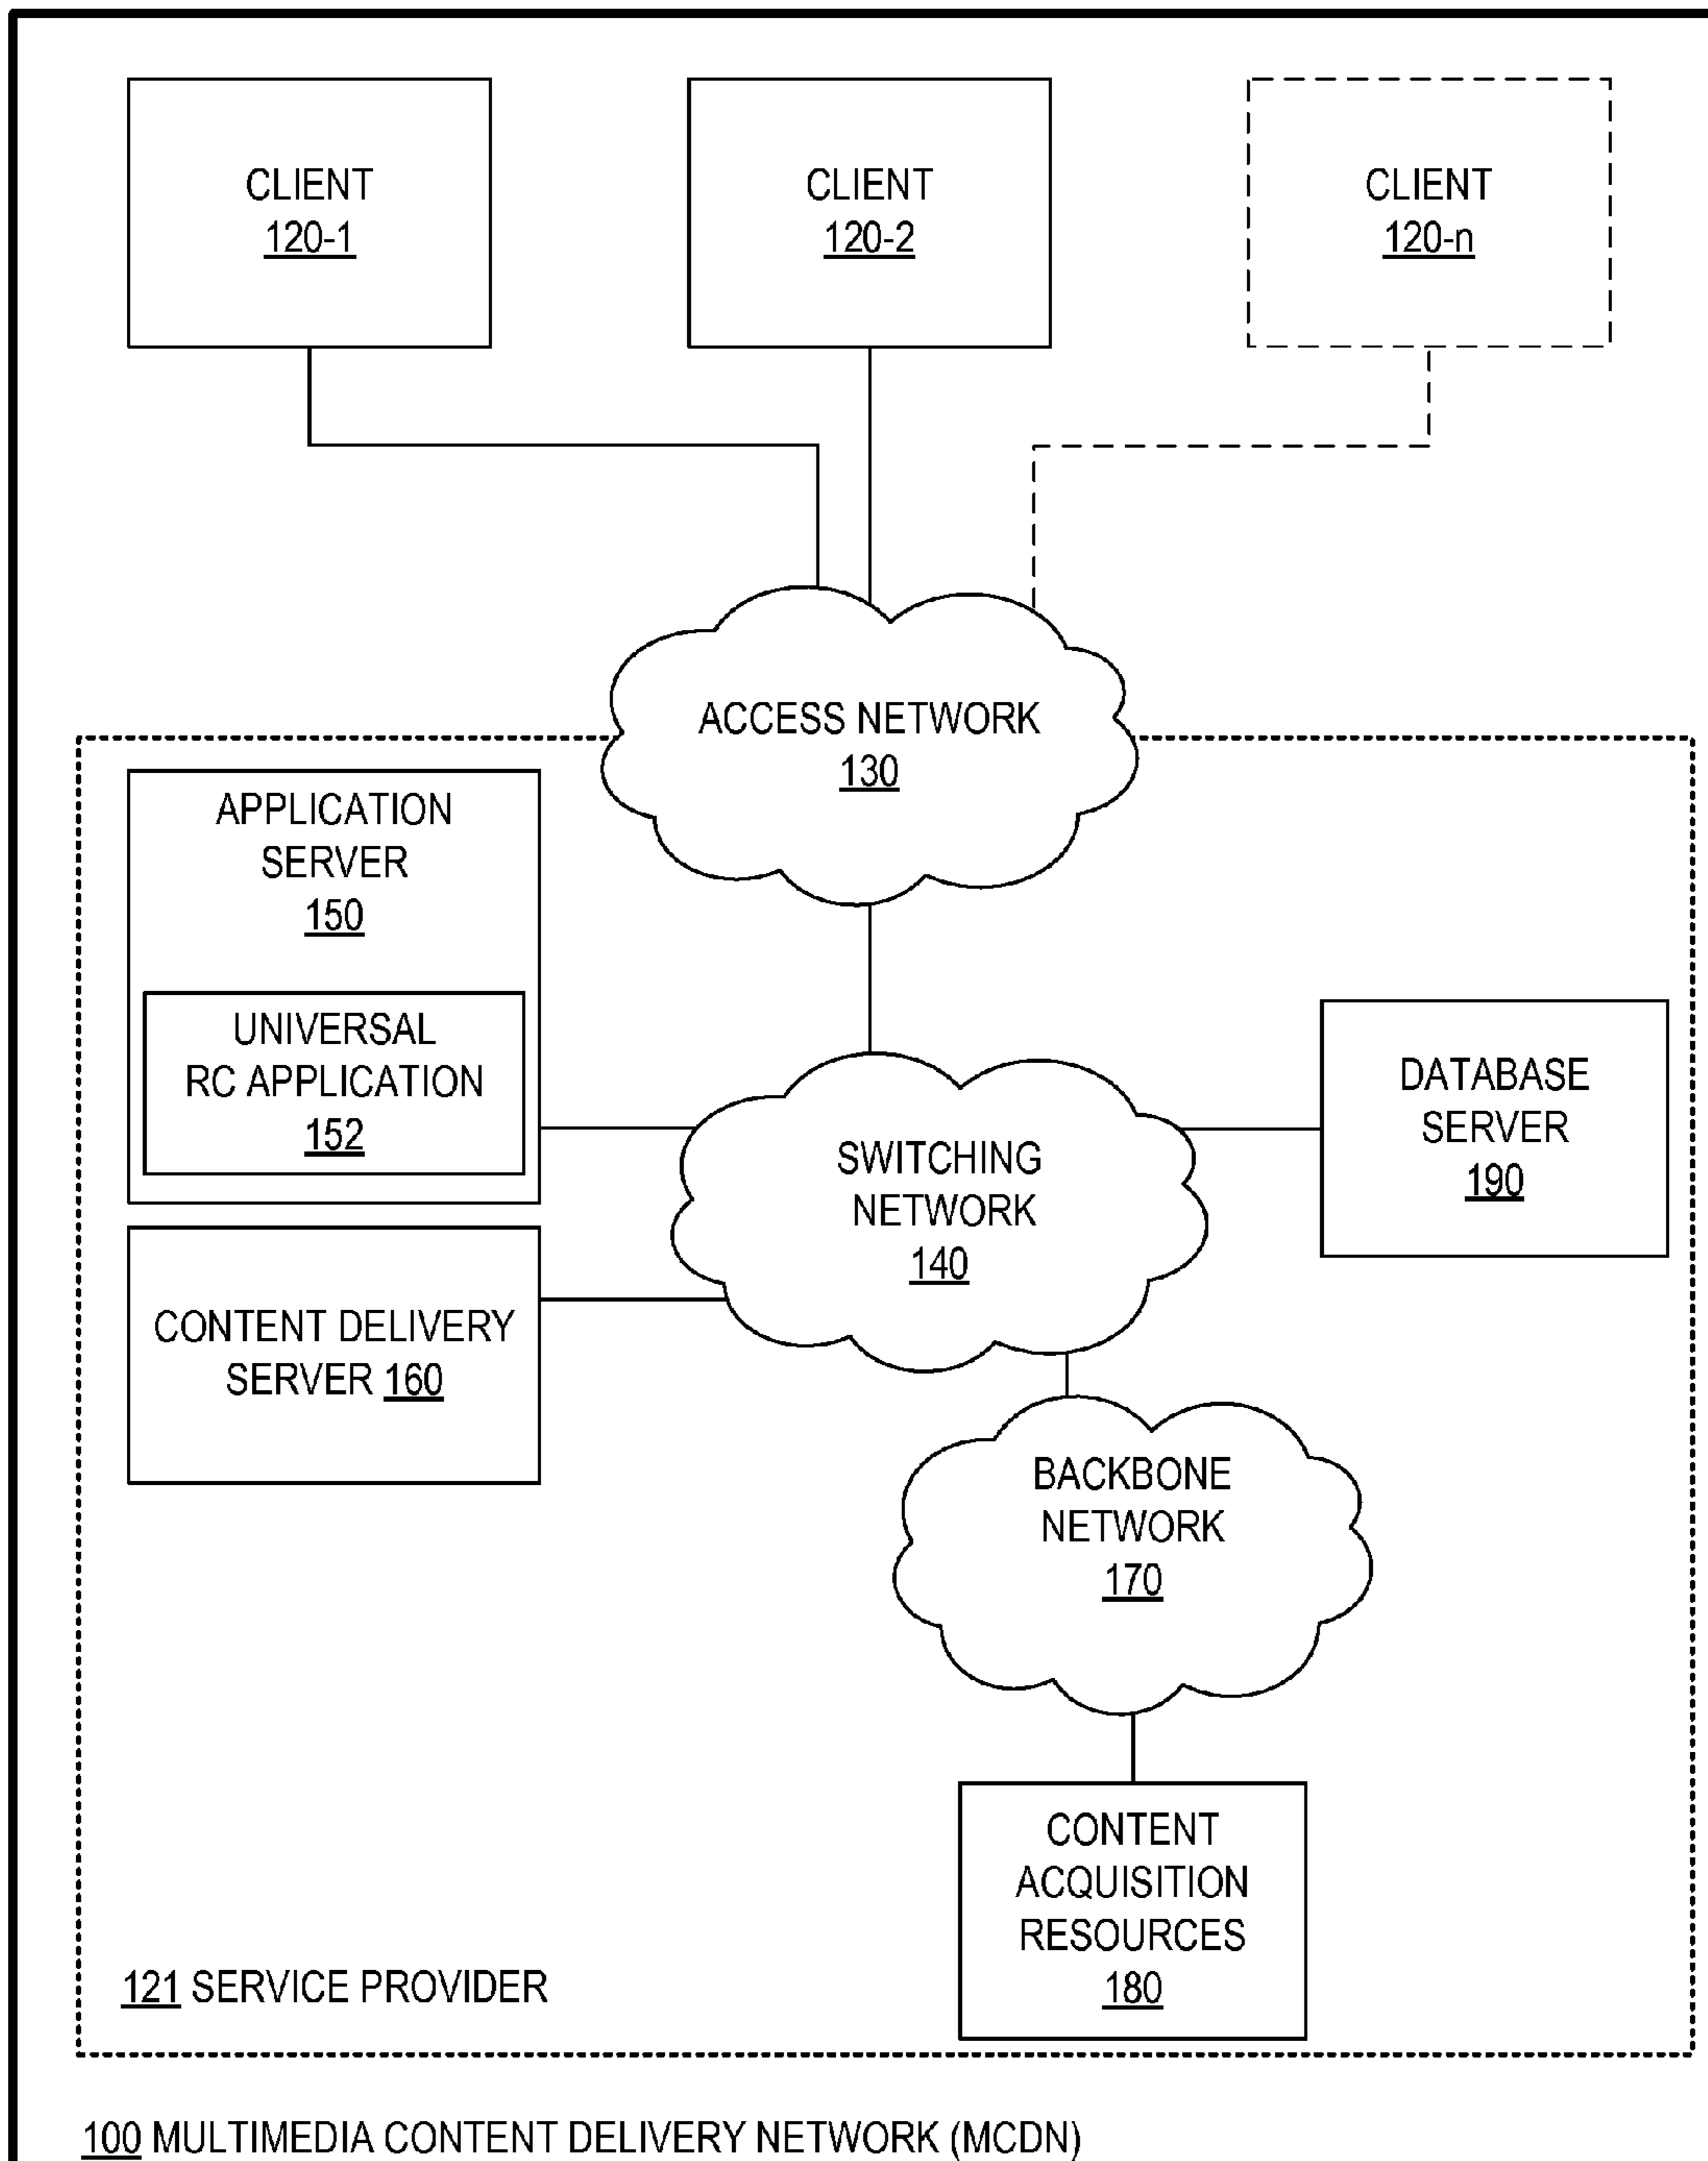 CLIENT
120-1
CLIENT
120-2
CLIENT
120-n
ACCESS NETWORK
130
APPLICATION
SERVER
150
UNIVERSAL
RC APPLICATION
152
SWITCHING
NETWORK
140
DATABASE
SERVER
190
CONTENT DELIVERY
SERVER 160
BACKBONE
NETWORK
170
CONTENT
ACQUISITION
RESOURCES
180
121 SERVICE PROVIDER
100 MULTIMEDIA CONTENT DELIVERY NETWORK (MCDN)